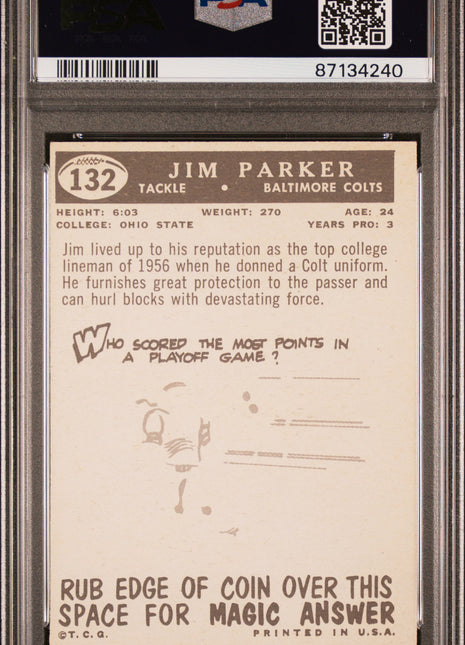 PSA
87134240
132
JIM PARKER
TACKLE • BALTIMORE COLTS
HEIGHT: 6:03 WEIGHT: 270 AGE: 24
COLLEGE: OHIO STATE YEARS PRO: 3
Jim lived up to his reputation as the top college
lineman of 1956 when he donned a Colt uniform.
He furnishes great protection to the passer and
can hurl blocks with devastating force.
WHO SCORED THE MOST POINTS IN
A PLAYOFF GAME?
RUB EDGE OF COIN OVER THIS
SPACE FOR MAGIC ANSWER
©T.C.G. PRINTED IN U.S.A.